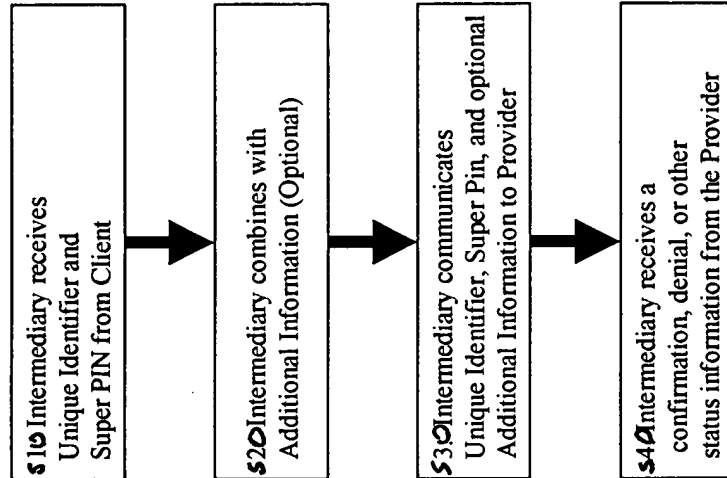 S10 Intermediary receives
Unique Identifier and
Super PIN from Client
S20 Intermediary combines with
Additional Information (Optional)
S30 Intermediary communicates
Unique Identifier, Super Pin, and optional
Additional Information to Provider
S40 Intermediary receives a
confirmation, denial, or other
status information from the Provider